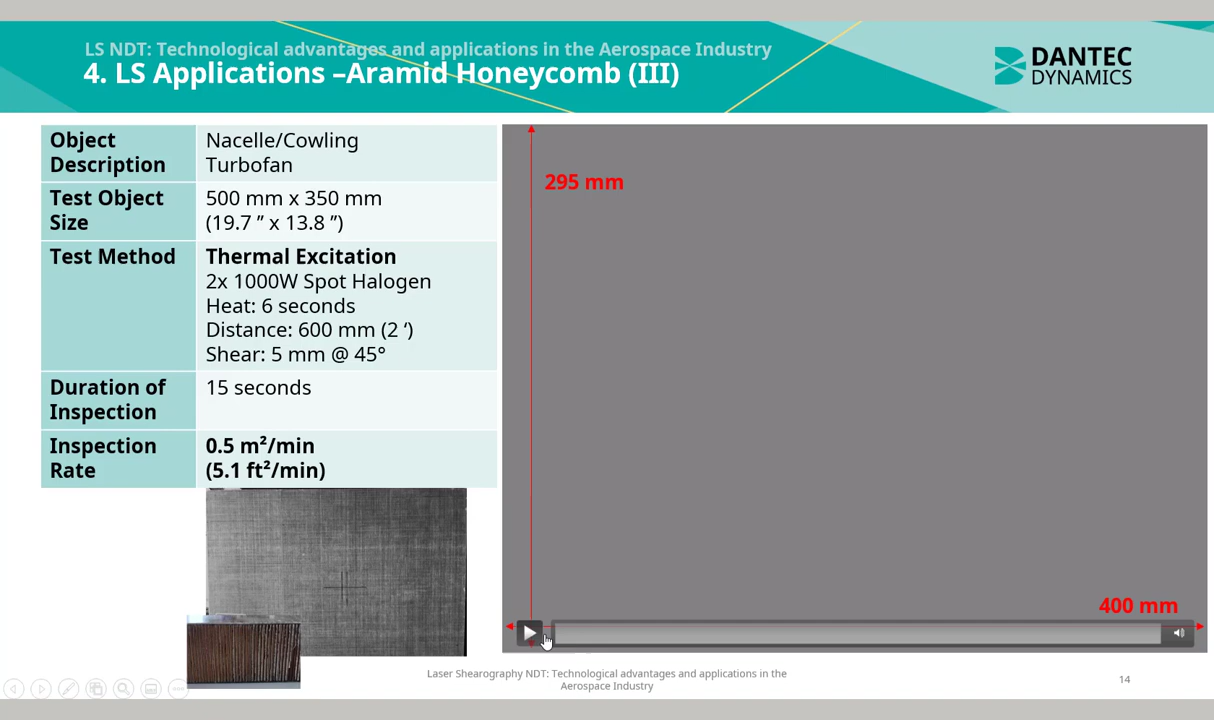 LS NDT: Technological advantages and applications in the Aerospace Industry
4. LS Applications –Aramid Honeycomb (III)
DANTEC
DYNAMICS
Object
Description
Nacelle/Cowling
Turbofan
Test Object
Size
500 mm x 350 mm
(19.7 ” x 13.8 ”)
Test Method
Thermal Excitation
2x 1000W Spot Halogen
Heat: 6 seconds
Distance: 600 mm (2 ‘)
Shear: 5 mm @ 45°
Duration of
Inspection
15 seconds
Inspection
Rate
0.5 m²/min
(5.1 ft²/min)
295 mm
400 mm
Laser Shearography NDT: Technological advantages and applications in the
Aerospace Industry
14